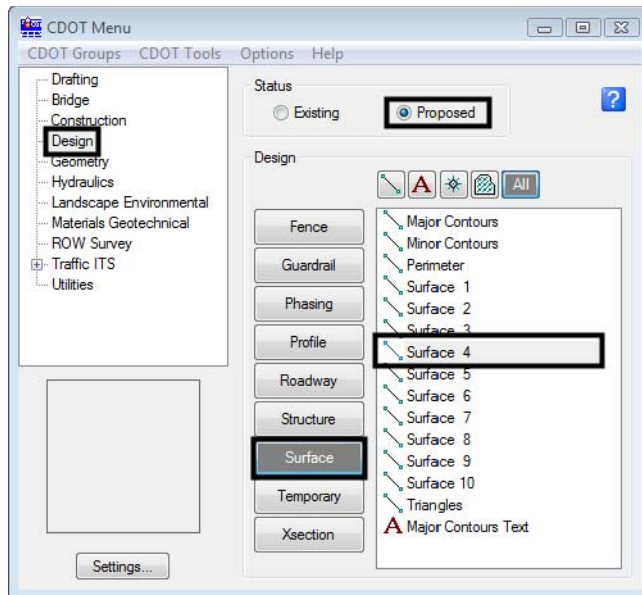 CDOT Menu
CDOT Groups CDOT Tools Options Help
Drafting
Bridge
Construction
Design
Geometry
Hydraulics
Landscape Environmental
Materials Geotechnical
ROW Survey
Traffic ITS
Utilities
Settings...
Status
Existing
Proposed
?
Design
A
All
Fence
Guardrail
Phasing
Profile
Roadway
Structure
Surface
Temporary
Xsection
Major Contours
Minor Contours
Perimeter
Surface 1
Surface 2
Surface 3
Surface 4
Surface 5
Surface 6
Surface 7
Surface 8
Surface 9
Surface 10
Triangles
A Major Contours Text